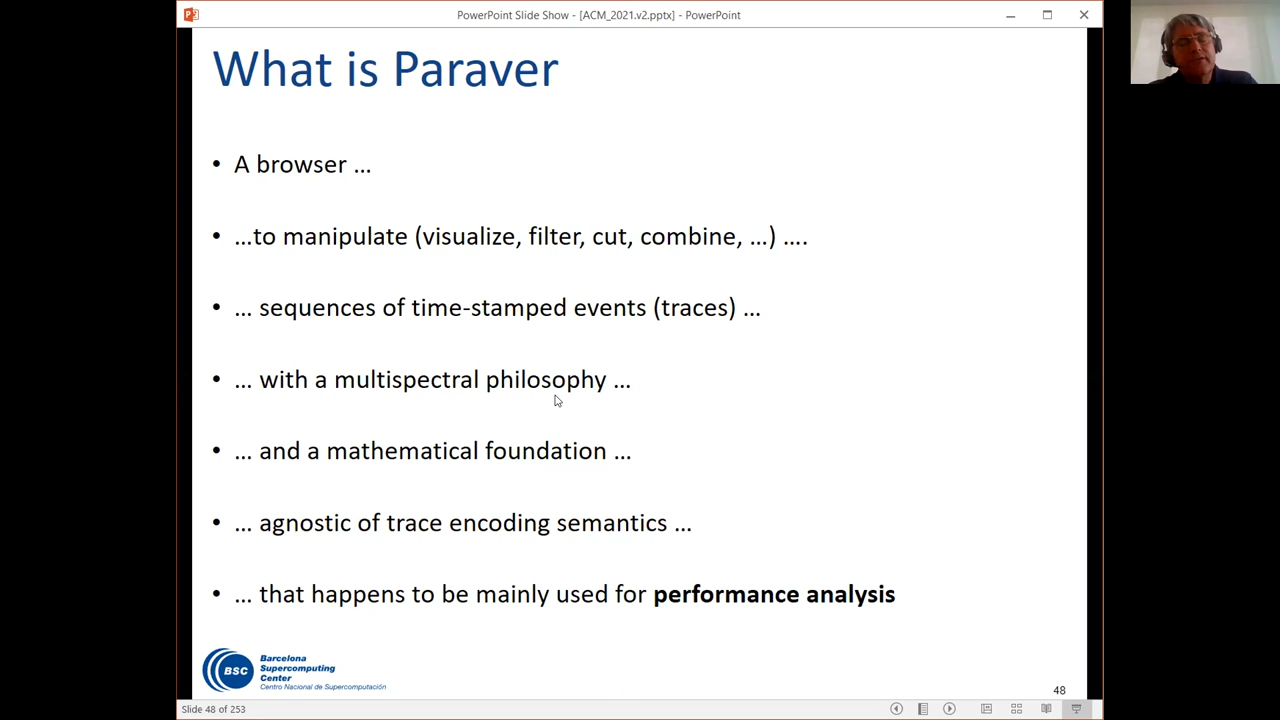 PowerPoint Slide Show - [ACM_2021.v2.pptx] - PowerPoint
What is Paraver
• A browser …
• …to manipulate (visualize, filter, cut, combine, …) ….
• … sequences of time-stamped events (traces) …
• … with a multispectral philosophy …
• … and a mathematical foundation …
• … agnostic of trace encoding semantics …
• … that happens to be mainly used for performance analysis
BSC
Barcelona
Supercomputing
Center
Centro Nacional de Supercomputación
48
Slide 48 of 253